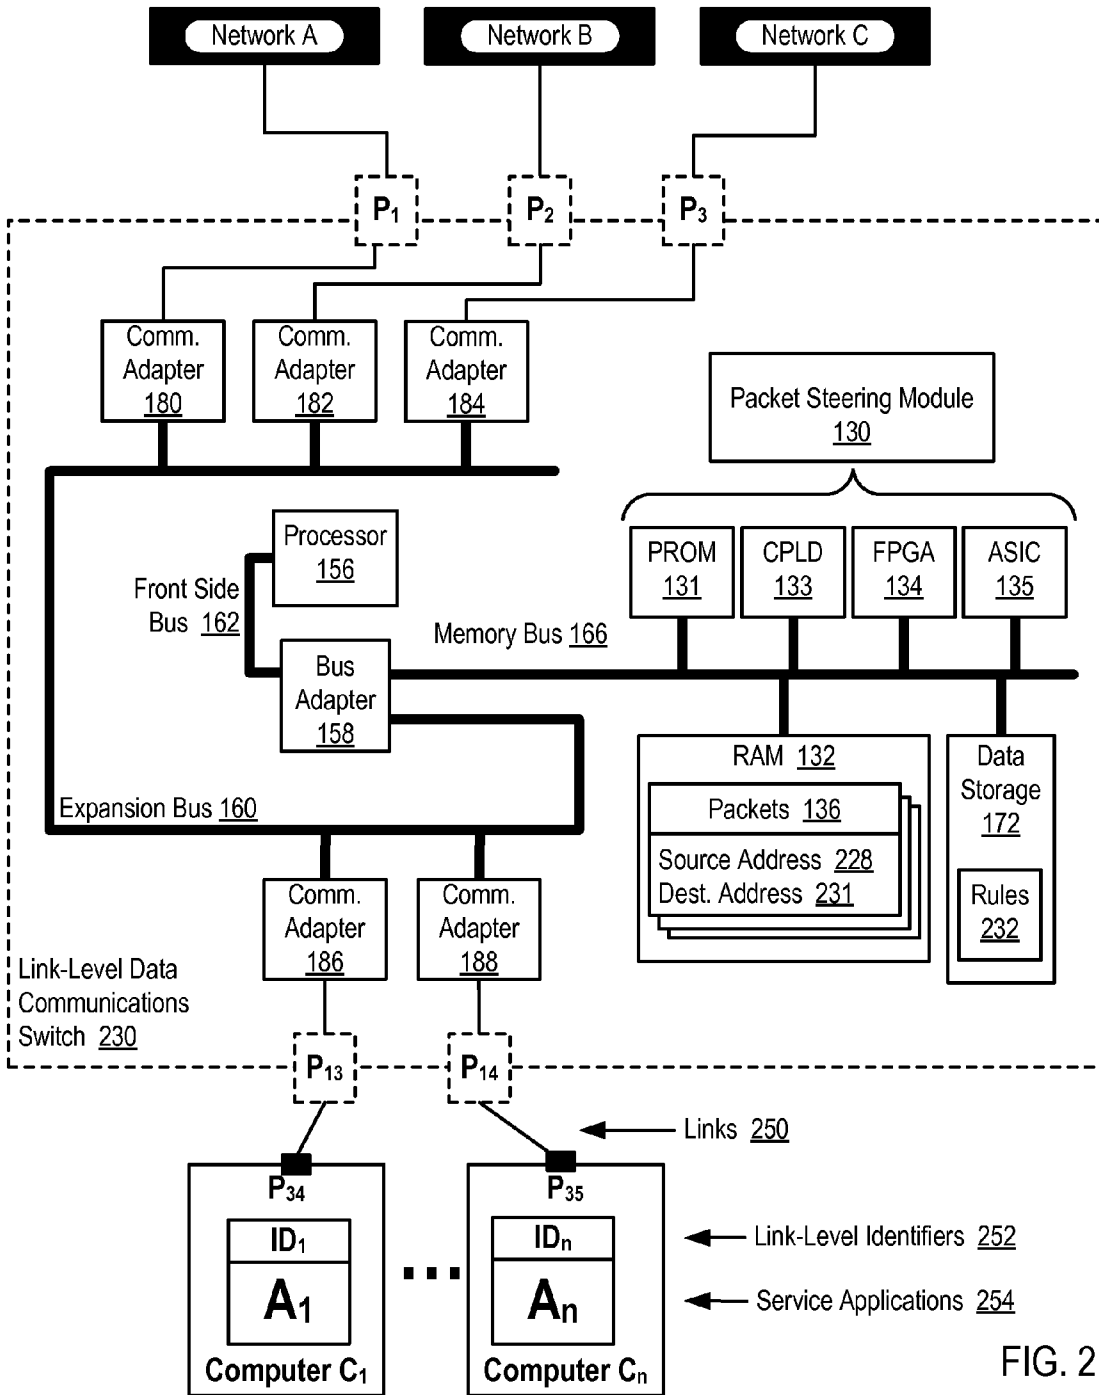 Network A
Network B
Network C
P1
P2
P3
Comm.
Adapter
180
Comm.
Adapter
182
Comm.
Adapter
184
Packet Steering Module
130
Processor
156
PROM
131
CPLD
133
FPGA
134
ASIC
135
Front Side
Bus 162
Memory Bus 166
Bus
Adapter
158
RAM 132
Packets 136
Source Address 228
Dest. Address 231
Data
Storage
172
Rules
232
Expansion Bus 160
Comm.
Adapter
186
Comm.
Adapter
188
Link-Level Data
Communications
Switch 230
P13
P14
Links 250
P34
P35
ID1
IDn
Link-Level Identifiers 252
A1
An
Service Applications 254
Computer C1
Computer Cn
FIG. 2